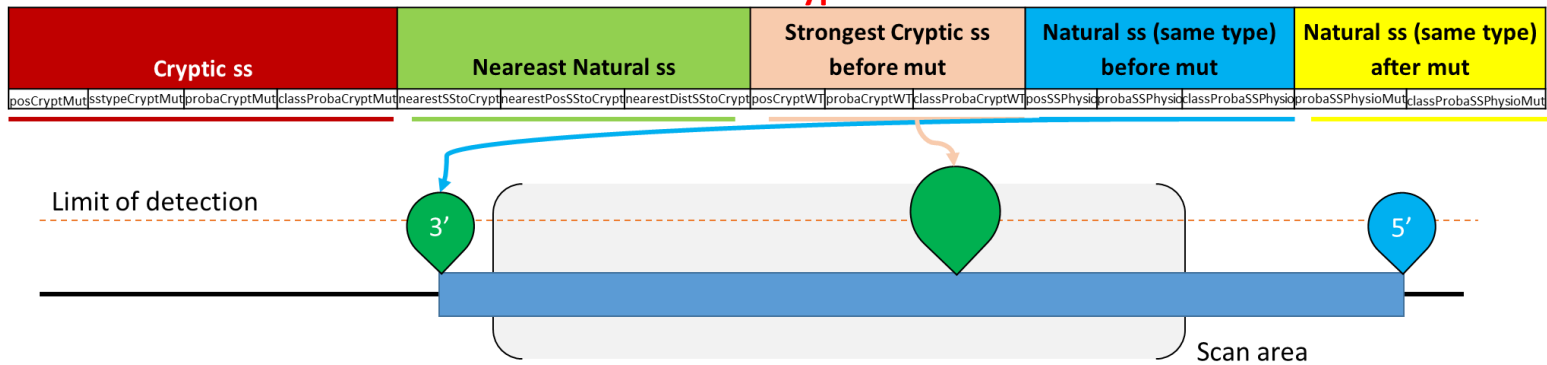 Cryptic ss
Neareast Natural ss
Strongest Cryptic ss
before mut
Natural ss (same type)
before mut
Natural ss (same type)
after mut
posCryptMut sstypeCryptMut probaCryptMut classProbaCryptMut nearestSStoCrypt nearestPosSStoCrypt nearestDistSStoCrypt posCryptWT probaCryptWT classProbaCryptWT posSSPhysio probaSSPhysio classProbaSSPhysio probaSSPhysioMut classProbaSSPhysioMut
Limit of detection
3’
5’
Scan area